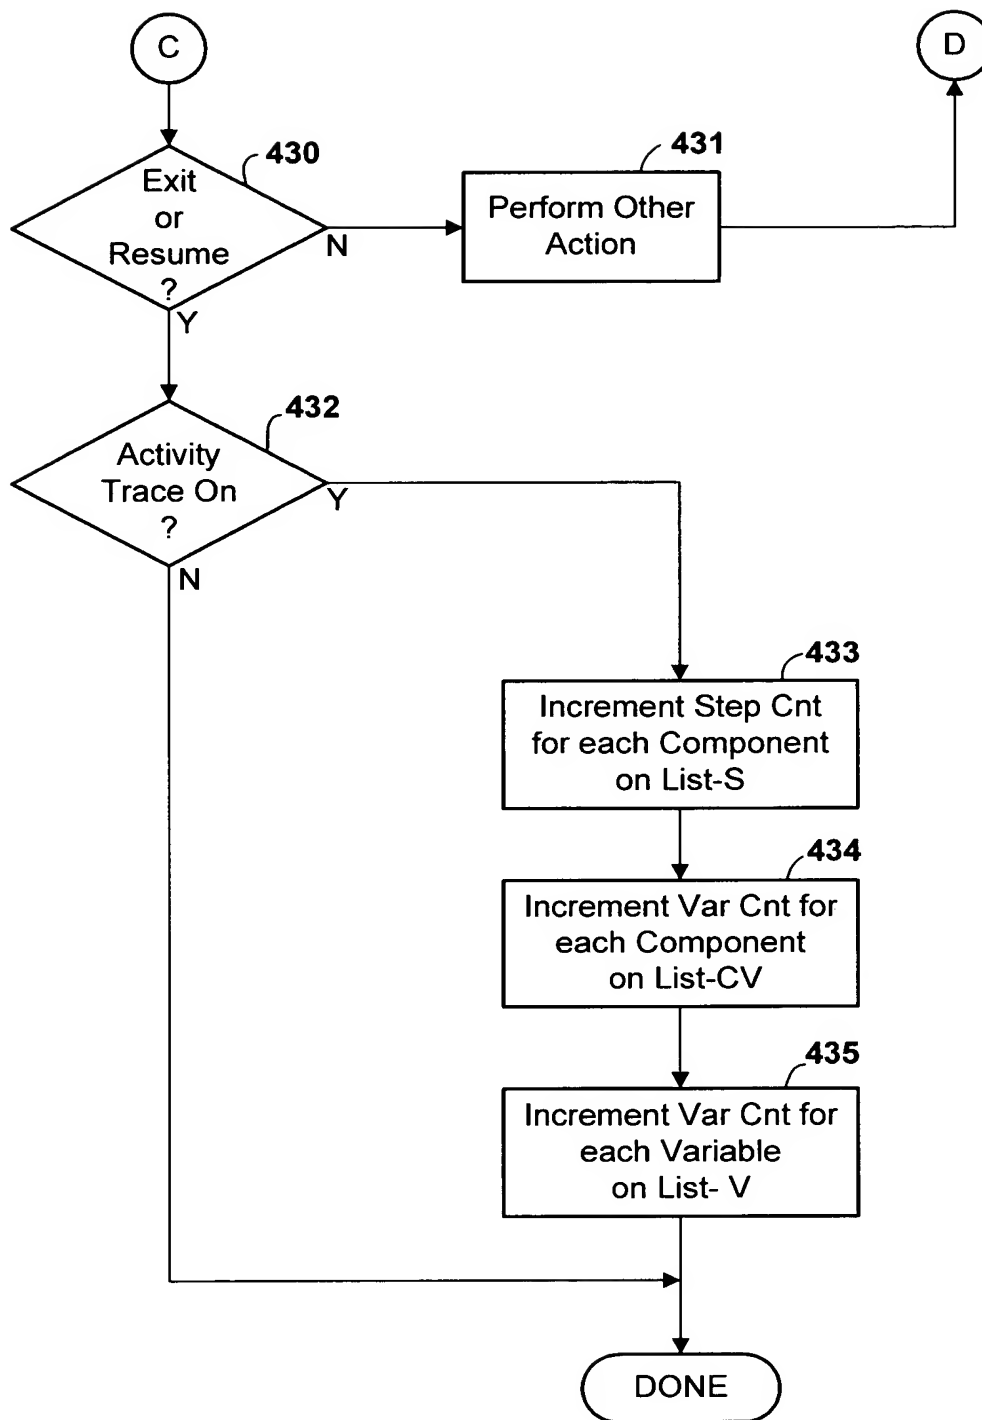 C
D
430
Exit
or
Resume
?
N
Y
431
Perform Other
Action
432
Activity
Trace On
?
Y
N
433
Increment Step Cnt
for each Component
on List-S
434
Increment Var Cnt for
each Component
on List-CV
435
Increment Var Cnt for
each Variable
on List- V
DONE